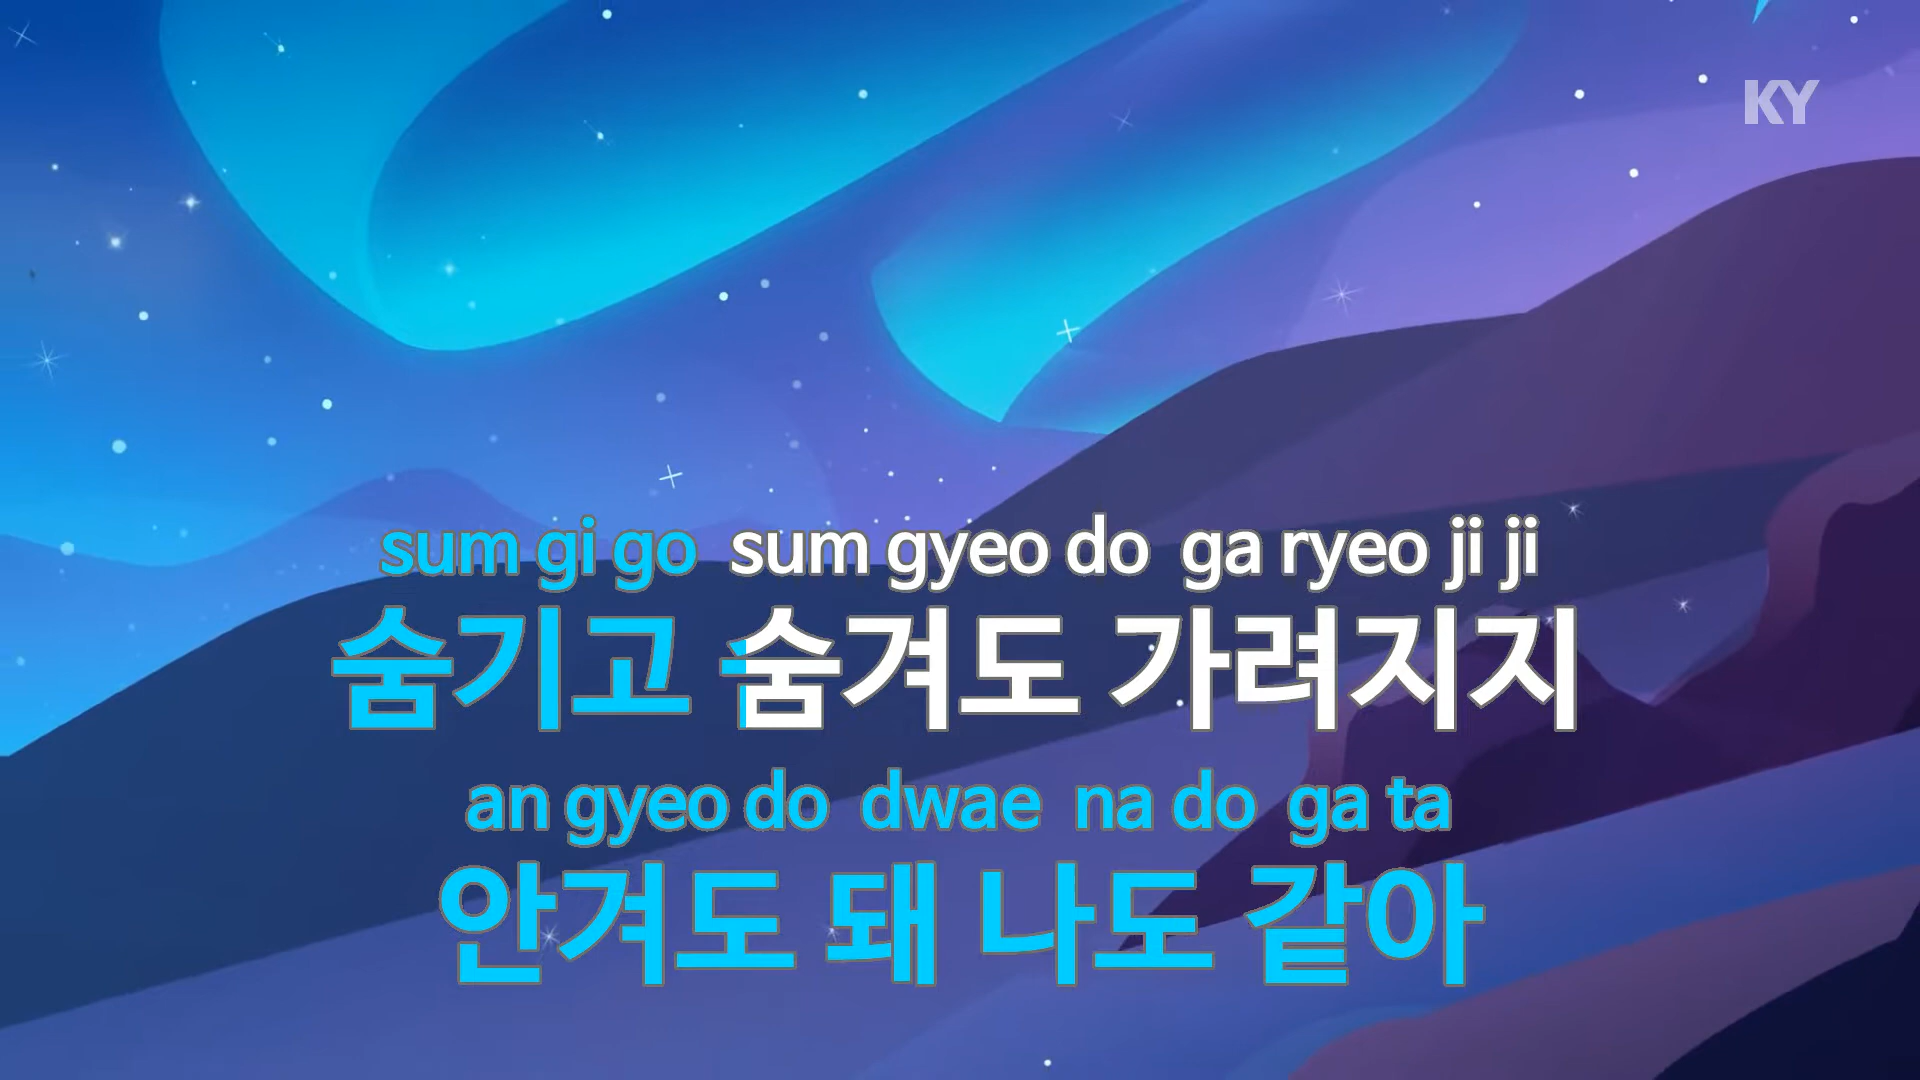 KY
sum gi go sum gyeo do ga ryeo ji ji
숨기고 숨겨도 가려지지
an gyeo do dwae na do ga ta
안겨도 돼 나도 같아